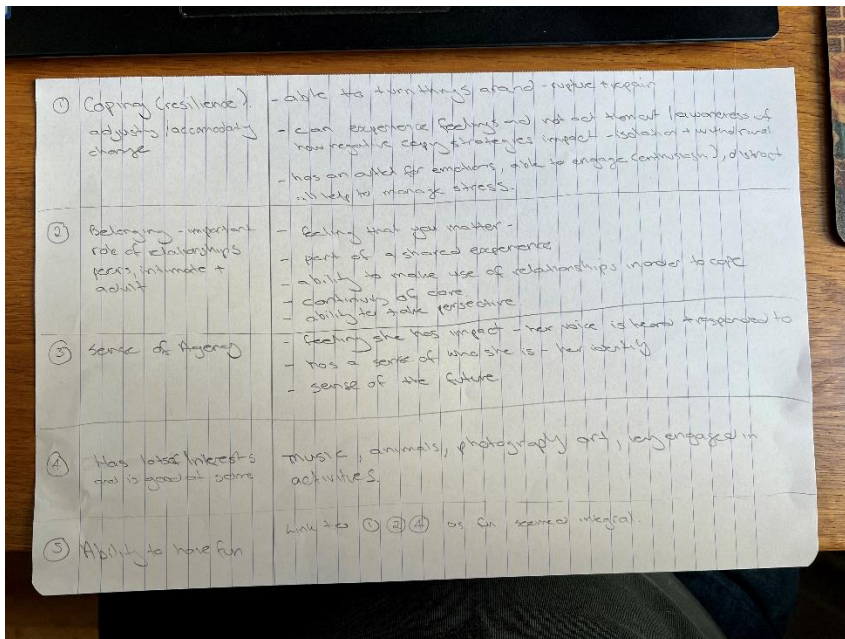 ① Coping (resilience).
adjusting /accomodating
change
- able to turn things around - rupture + repair
- can experience feelings and not act them out (awareness of
how negative coping strategies impact - isolation + withdrawal
- has an outlet for emotions, able to engage (enthusiasm), distract
.. help to manage stress.
② Belonging - important
role of relationships
peers, intimate +
adult
- feeling that you matter -
- part of a shared experience
- ability to make use of relationships in order to cope
- continuity of care
- ability to take perspective
③ Sense of Agency
- feeling she has impact - her voice is heard + responded to
- has a sense of who she is - her identity
- sense of the future
④ Has lots of Interests
and is good at some
music, animals, photography art, engaged in
activities.
⑤ Ability to have fun
Link to ① ② ④ as fun seemed integral.